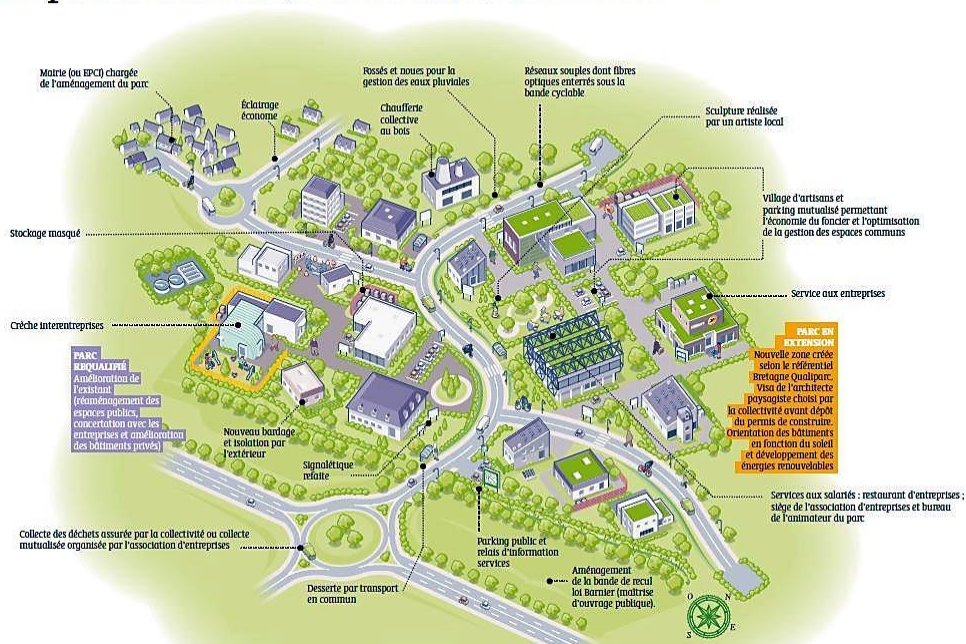 Mairie (ou EPCI) chargée
de l'aménagement du parc
Éclairage
économe
Fossés et noues pour la
gestion des eaux pluviales
Chaufferie
collective
au bois
Réseaux souples dont fibres
optiques enterrés sous la
bande cyclable
Sculpture réalisée
par un artiste local
Village d'artisans et
parking mutualisé permettant
l'économie du foncier et l'optimisation
de la gestion des espaces communs
Stockage masqué
Service aux entreprises
Crèche interentreprises
PARC
REQUALIFIÉ
Amélioration de
l'existant
(réaménagement des
espaces publics,
concertation avec les
entreprises et amélioration
des bâtiments privés)
PARC EN
EXTENSION
Nouvelle zone créée
selon le référentiel
Bretagne Qualiparc.
Visa de l'architecte
paysagiste choisi par
la collectivité avant dépôt
du permis de construire.
Orientation des bâtiments
en fonction du soleil
et développement des
énergies renouvelables
Nouveau bardage
et isolation par
l'extérieur
Signalétique
refaite
Services aux salariés : restaurant d'entreprises ;
siège de l'association d'entreprises et bureau
de l'animateur du parc
Collecte des déchets assurée par la collectivité ou collecte
mutualisée organisée par l'association d'entreprises
Parking public et
relais d'information
services
Desserte par transport
en commun
Aménagement
de la bande de recul
loi Barnier (maîtrise
d'ouvrage publique).
O
N
S
E